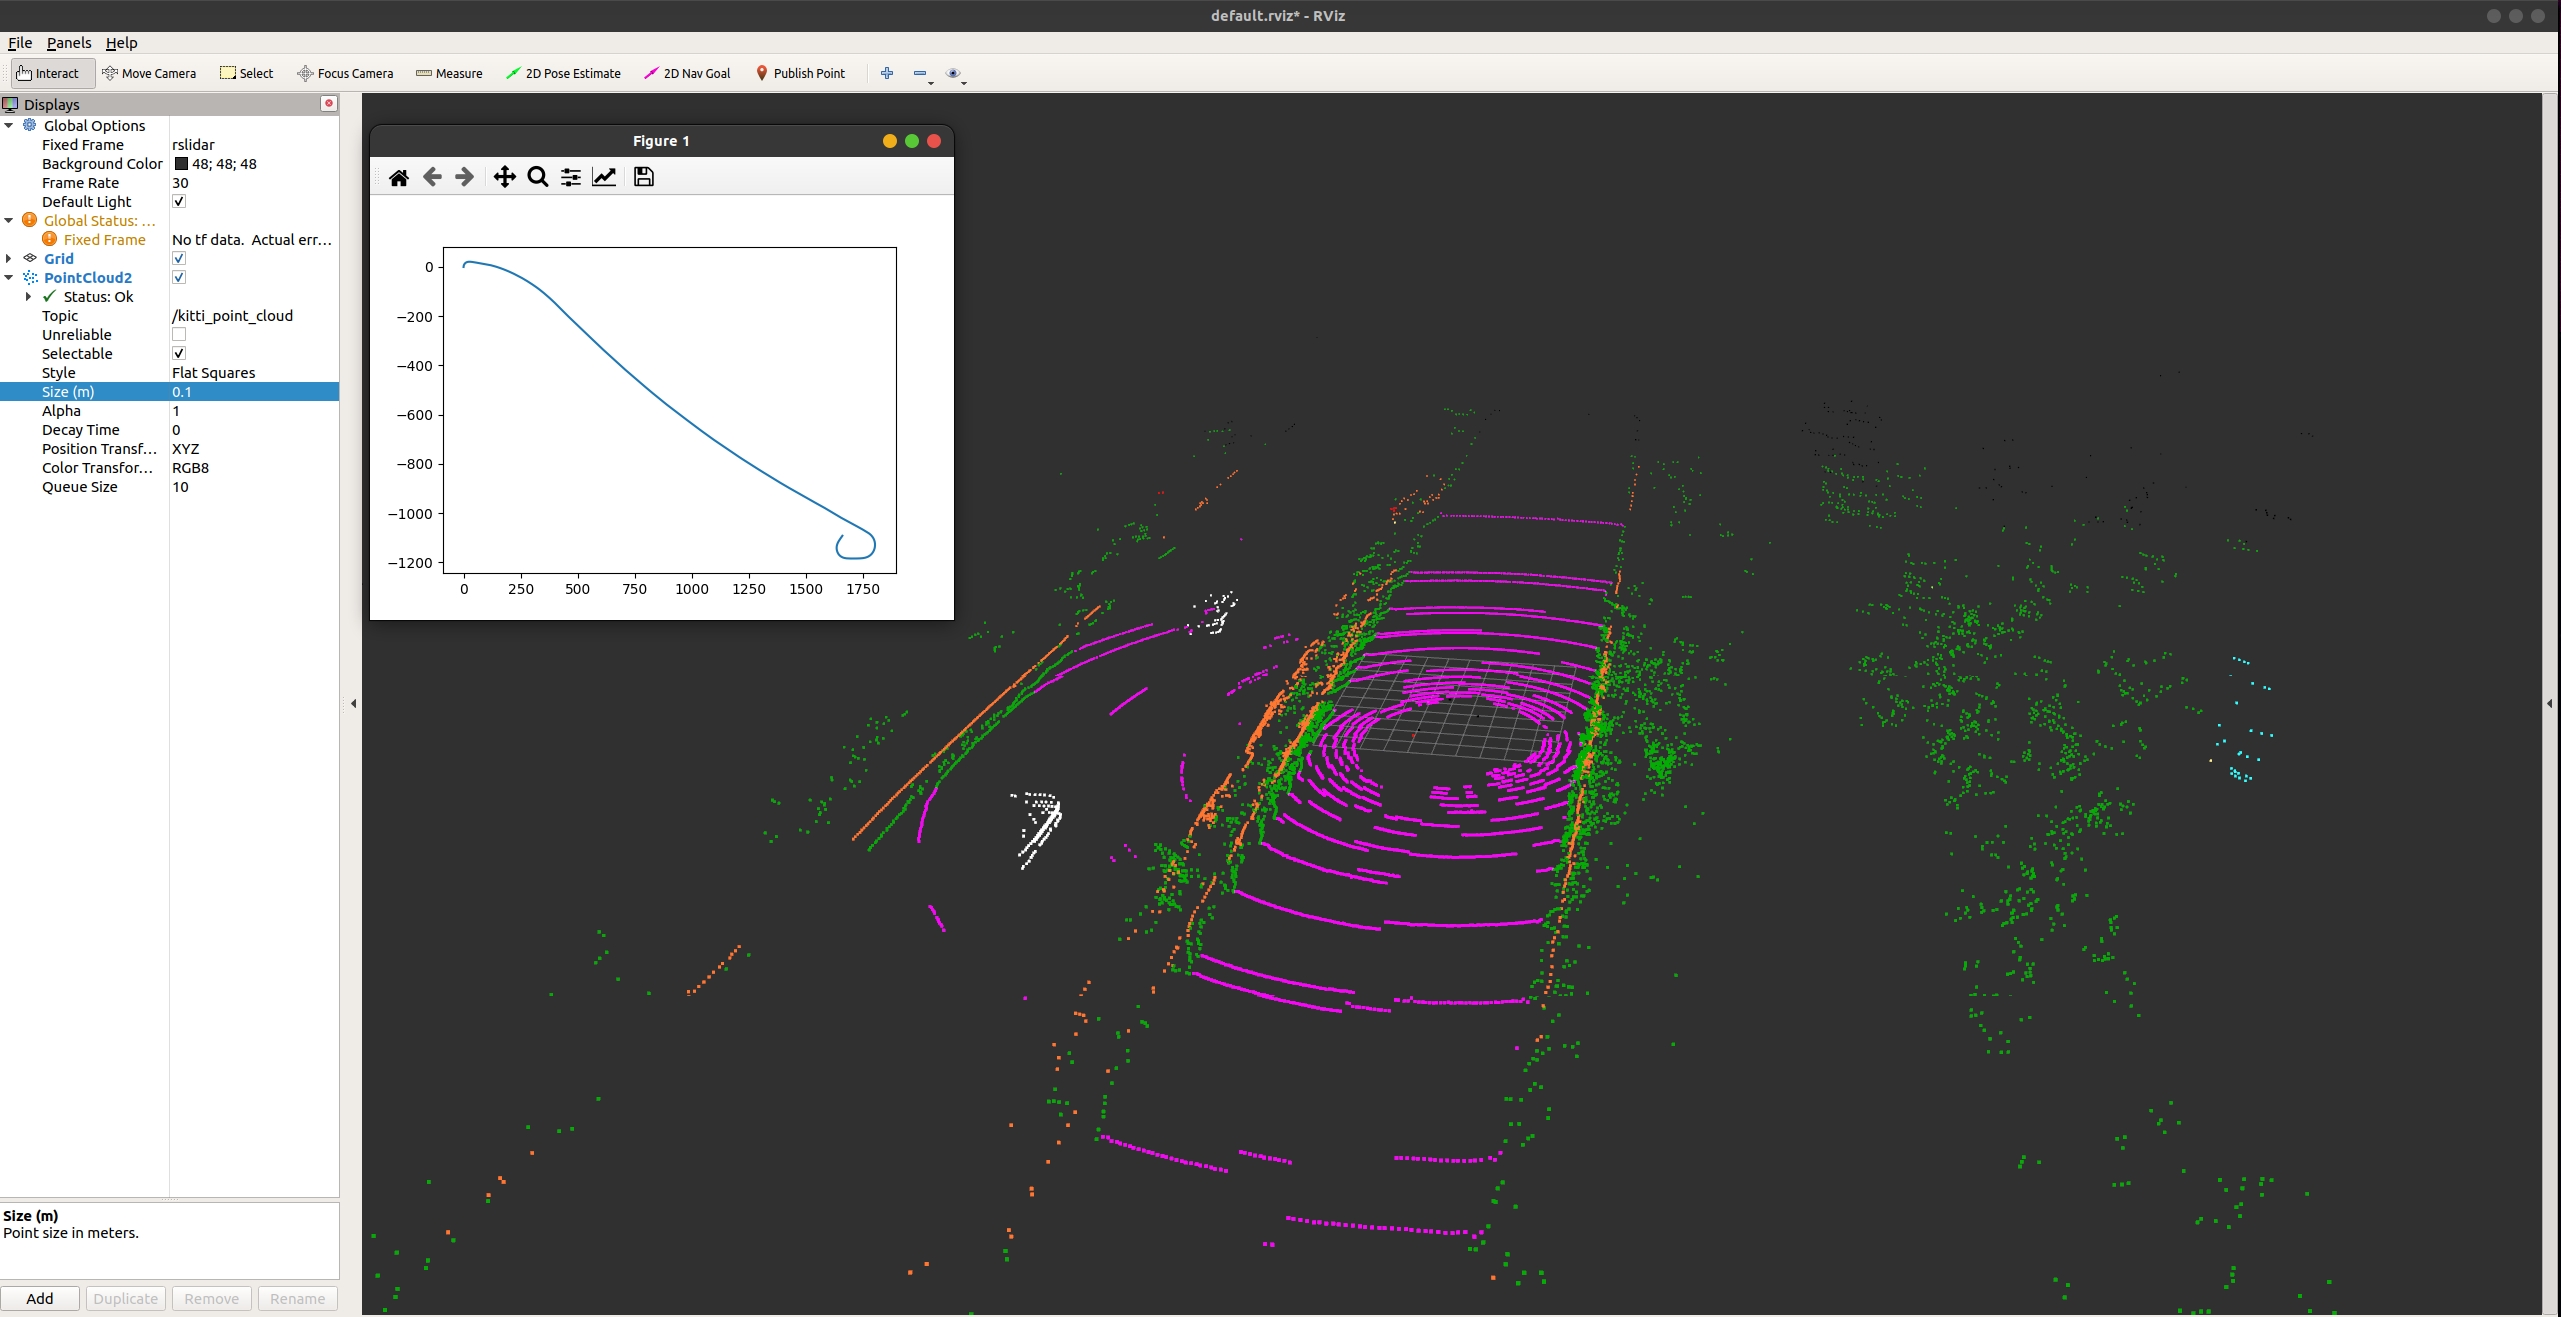 default.rviz* - RViz
File Panels Help
Interact Move Camera Select Focus Camera Measure 2D Pose Estimate 2D Nav Goal Publish Point
Displays
Global Options
Fixed Frame rslidar
Background Color 48; 48; 48
Frame Rate 30
Default Light
Global Status: ...
Fixed Frame No tf data. Actual err...
Grid
PointCloud2
Status: Ok
Topic /kitti_point_cloud
Unreliable
Selectable
Style Flat Squares
Size (m) 0.1
Alpha 1
Decay Time 0
Position Transf... XYZ
Color Transfor... RGB8
Queue Size 10
Size (m)
Point size in meters.
Add Duplicate Remove Rename
Figure 1
0
−200
−400
−600
−800
−1000
−1200
0 250 500 750 1000 1250 1500 1750